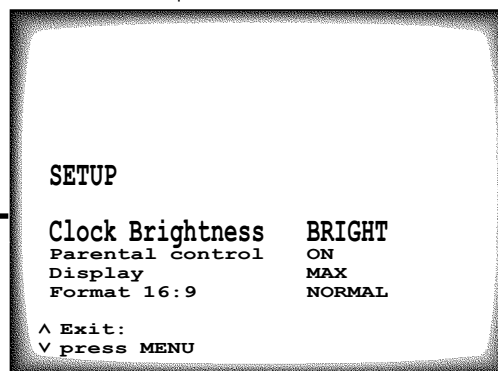 SETUP
Clock Brightness BRIGHT
Parental control ON
Display MAX
Format 16:9 NORMAL
∧ Exit:
∨ press MENU